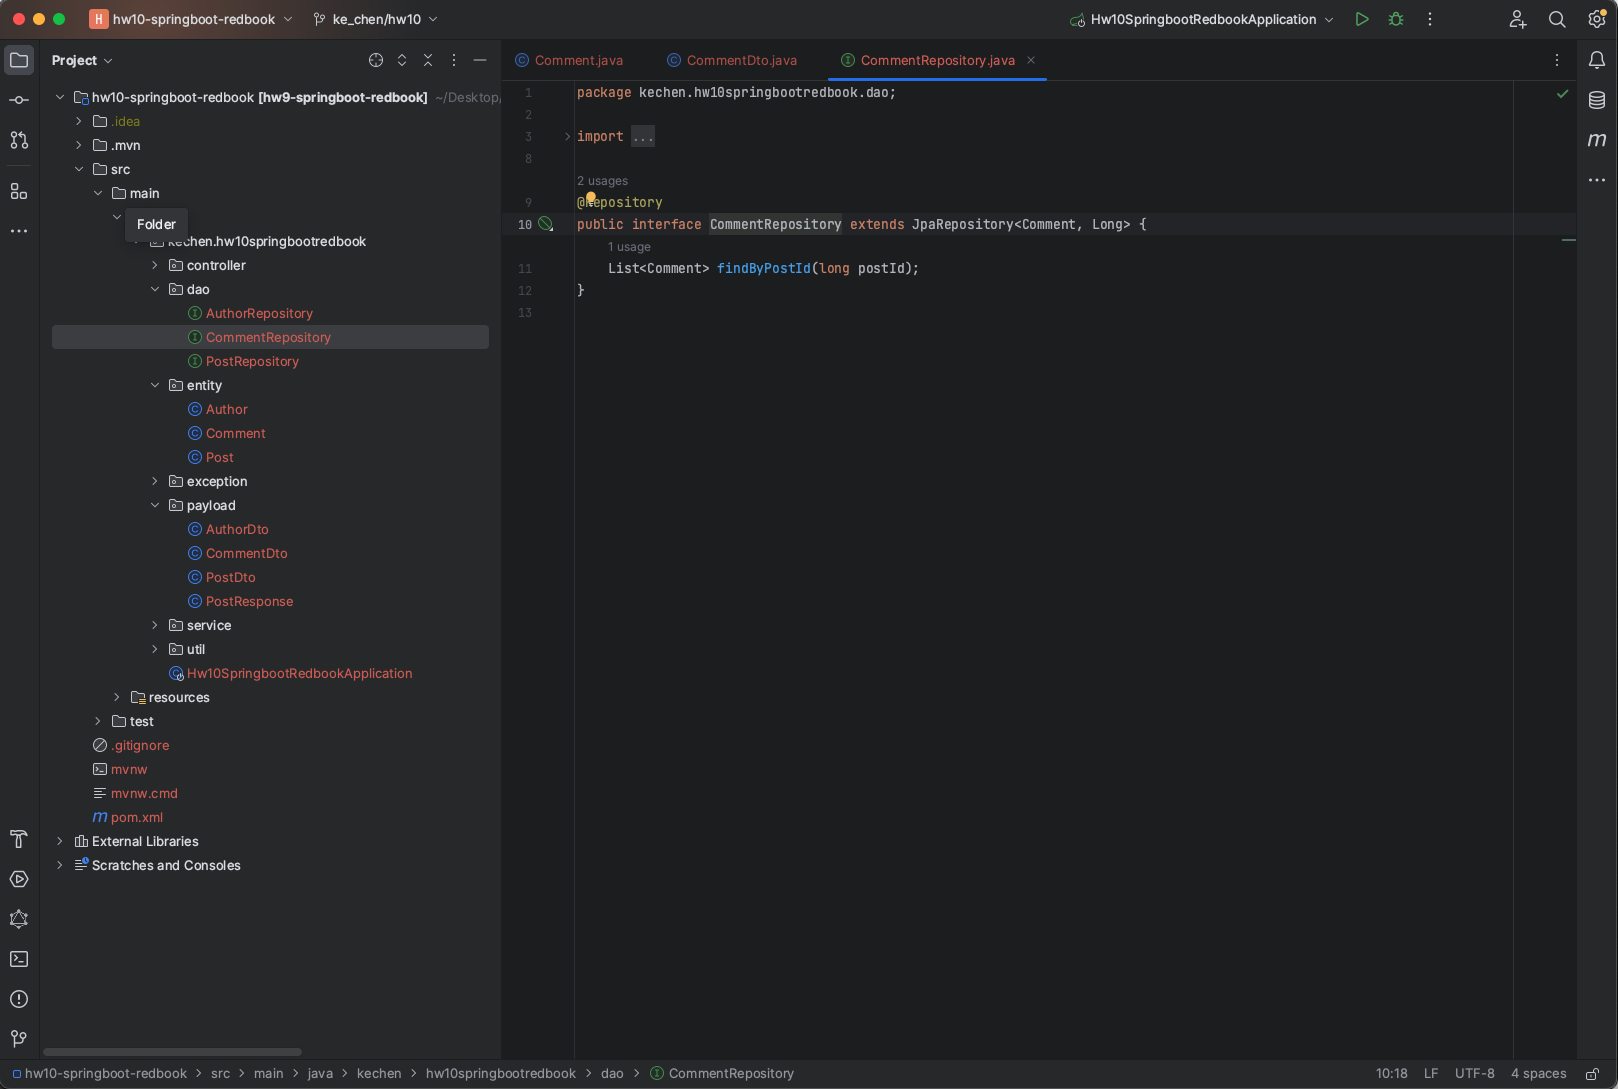 H hw10-springboot-redbook ke_chen/hw10 Hw10SpringbootRedbookApplication
Project
Comment.java CommentDto.java CommentRepository.java
hw10-springboot-redbook [hw9-springboot-redbook] ~/Desktop/
.idea
.mvn
src
main
Folder
kechen.hw10springbootredbook
controller
dao
AuthorRepository
CommentRepository
PostRepository
entity
Author
Comment
Post
exception
payload
AuthorDto
CommentDto
PostDto
PostResponse
service
util
Hw10SpringbootRedbookApplication
resources
test
.gitignore
mvnw
mvnw.cmd
m pom.xml
External Libraries
Scratches and Consoles
1 package kechen.hw10springbootredbook.dao;
2
3 import ...
8
2 usages
9 @Repository
10 public interface CommentRepository extends JpaRepository<Comment, Long> {
1 usage
11 List<Comment> findByPostId(long postId);
12 }
13
m
hw10-springboot-redbook > src > main > java > kechen > hw10springbootredbook > dao > CommentRepository
10:18 LF UTF-8 4 spaces